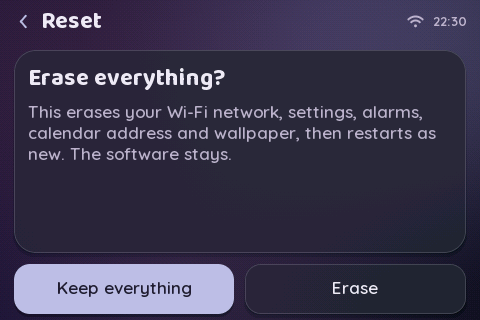 Reset
22:30
Erase everything?
This erases your Wi-Fi network, settings, alarms,
calendar address and wallpaper, then restarts as
new. The software stays.
Keep everything
Erase